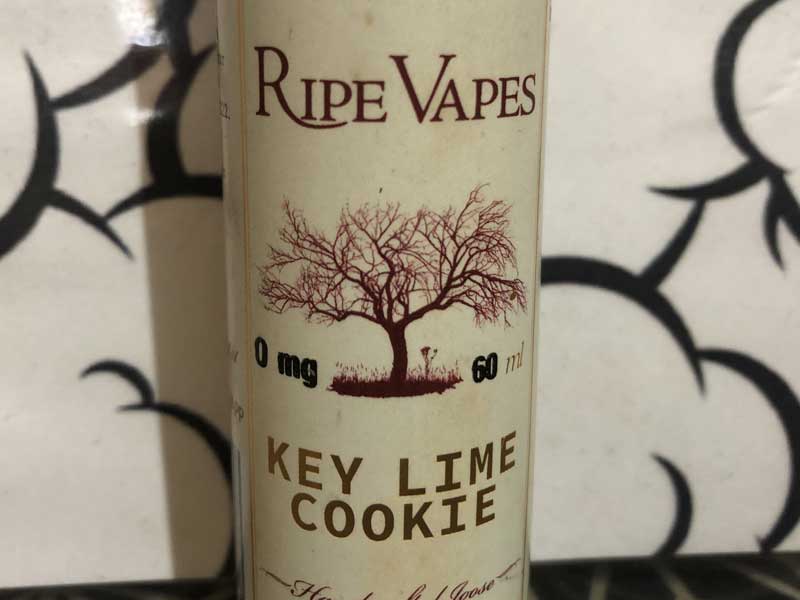 RIPE VAPES
0 mg 60 ml
KEY LIME
COOKIE